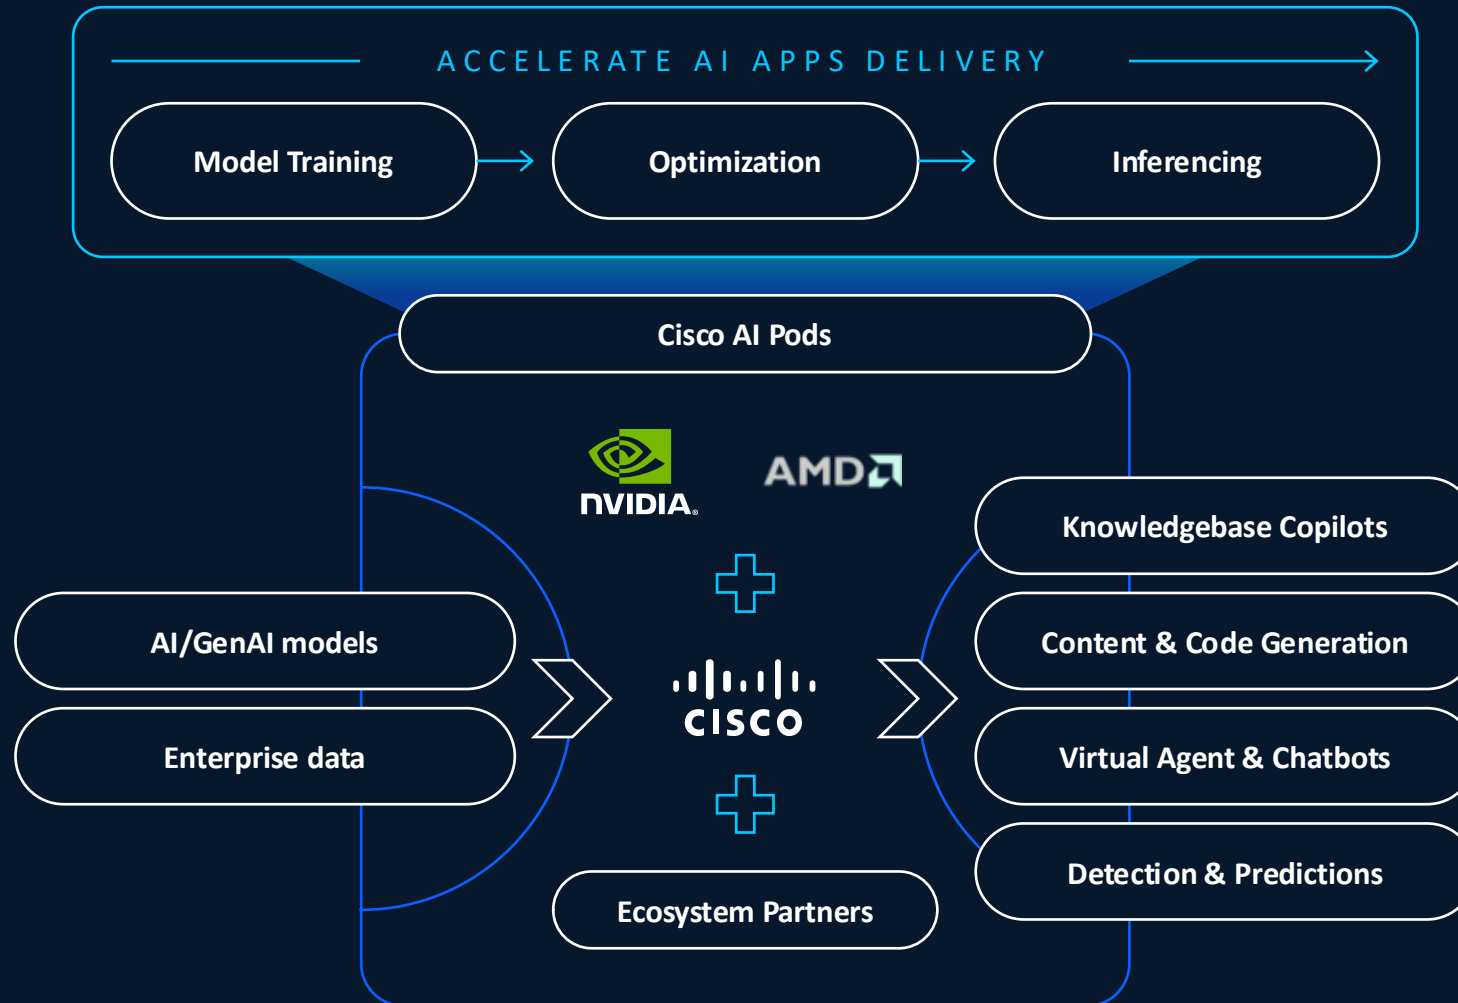 ACCELERATE AI APPS DELIVERY
Model Training
Optimization
Inferencing
Cisco AI Pods
NVIDIA.
AMD
Knowledgebase Copilots
AI/GenAI models
Content & Code Generation
CISCO
Enterprise data
Virtual Agent & Chatbots
Detection & Predictions
Ecosystem Partners